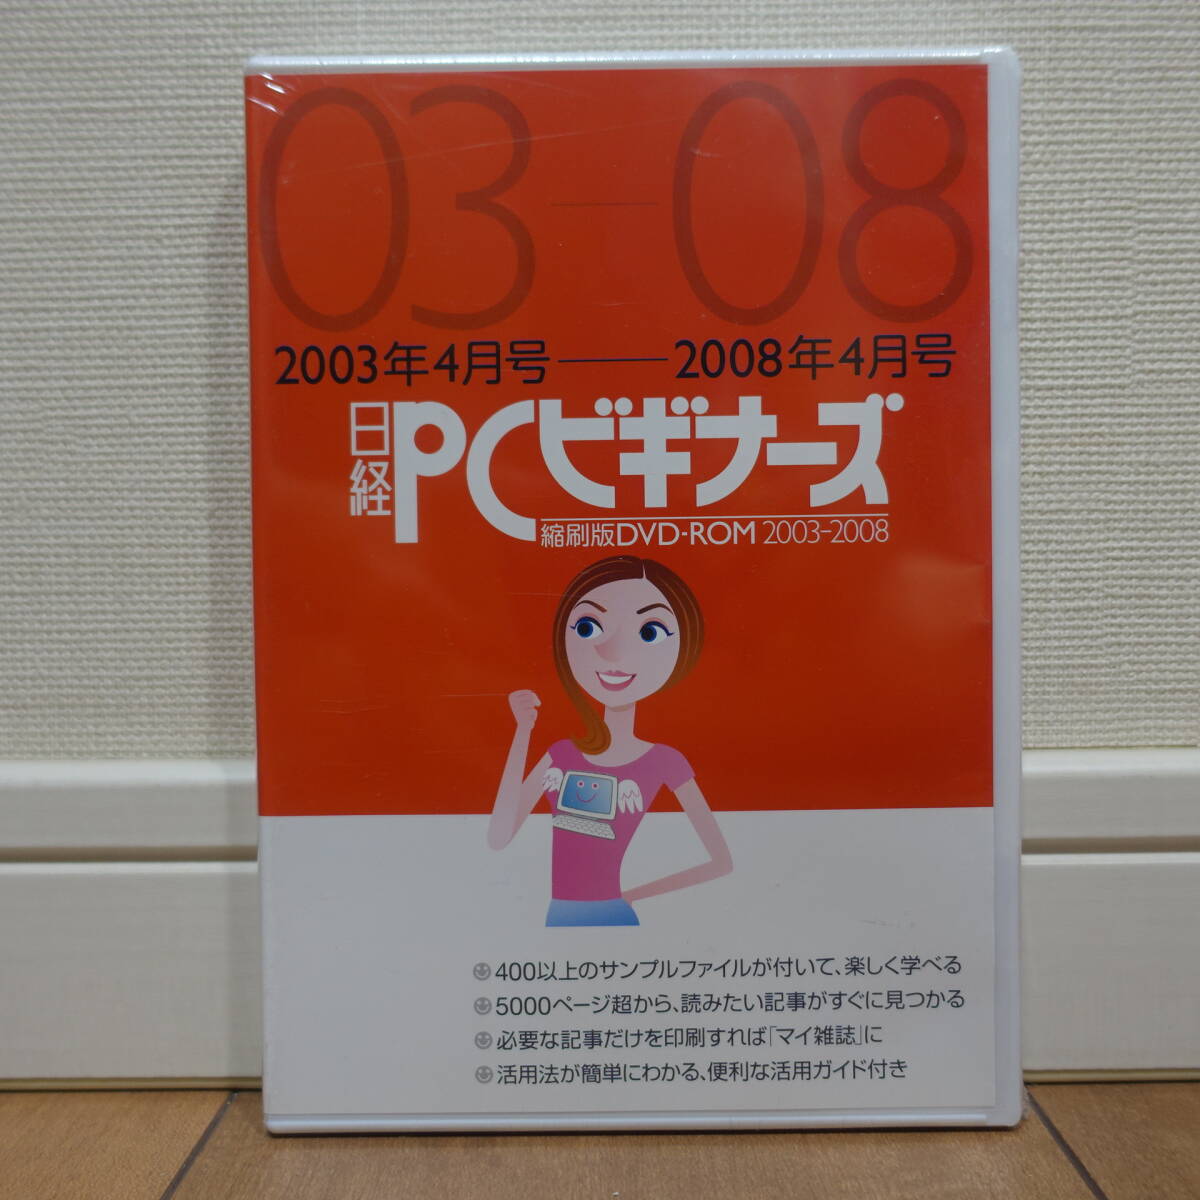 03—08
2003年4月号——2008年4月号
日経PCビギナーズ
縮刷版DVD-ROM 2003-2008
400以上のサンプルファイルが付いて、楽しく学べる
5000ページ超から、読みたい記事がすぐに見つかる
必要な記事だけを印刷すれば「マイ雑誌」に
活用法が簡単にわかる、便利な活用ガイド付き